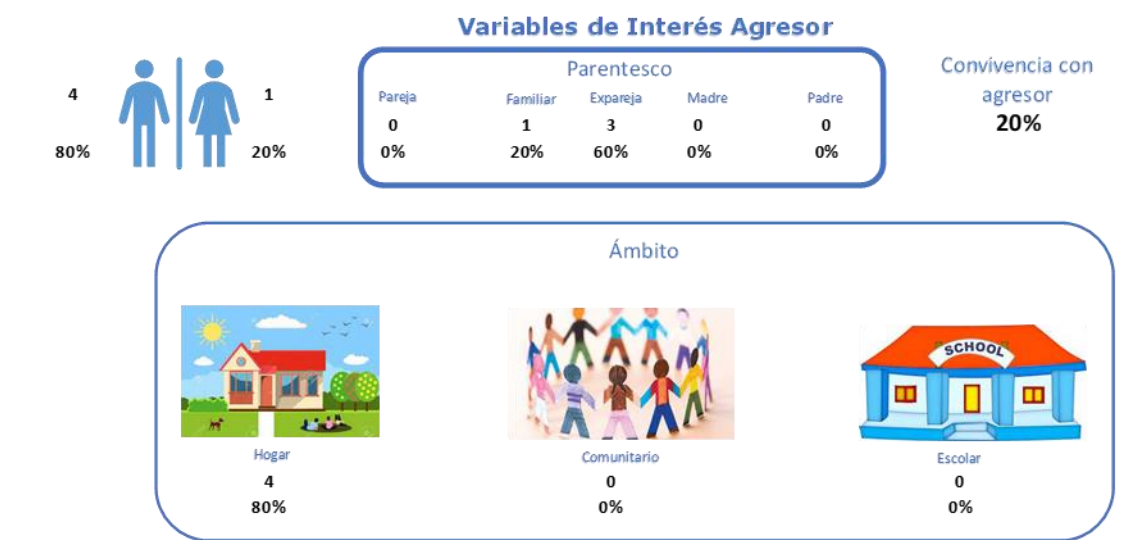 Variables de Interés Agresor
4
1
80%
20%
Parentesco
Pareja Familiar Expareja Madre Padre
0 1 3 0 0
0% 20% 60% 0% 0%
Convivencia con
agresor
20%
Ámbito
SCHOOL
Hogar Comunitario Escolar
4 0 0
80% 0% 0%